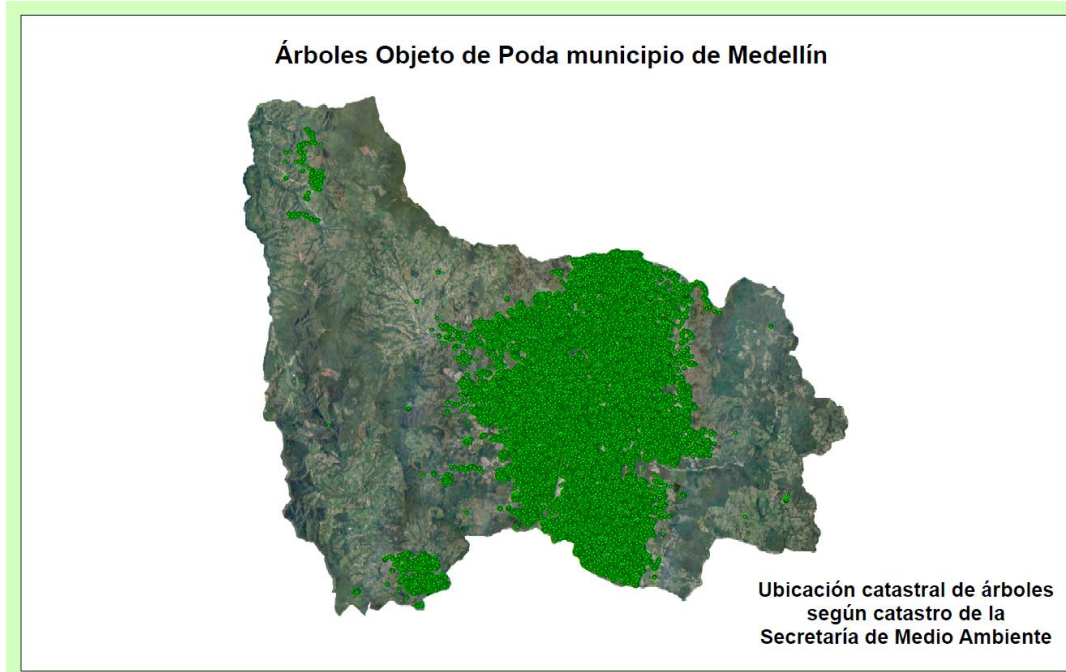 Árboles Objeto de Poda municipio de Medellín
Ubicación catastral de árboles
según catastro de la
Secretaría de Medio Ambiente